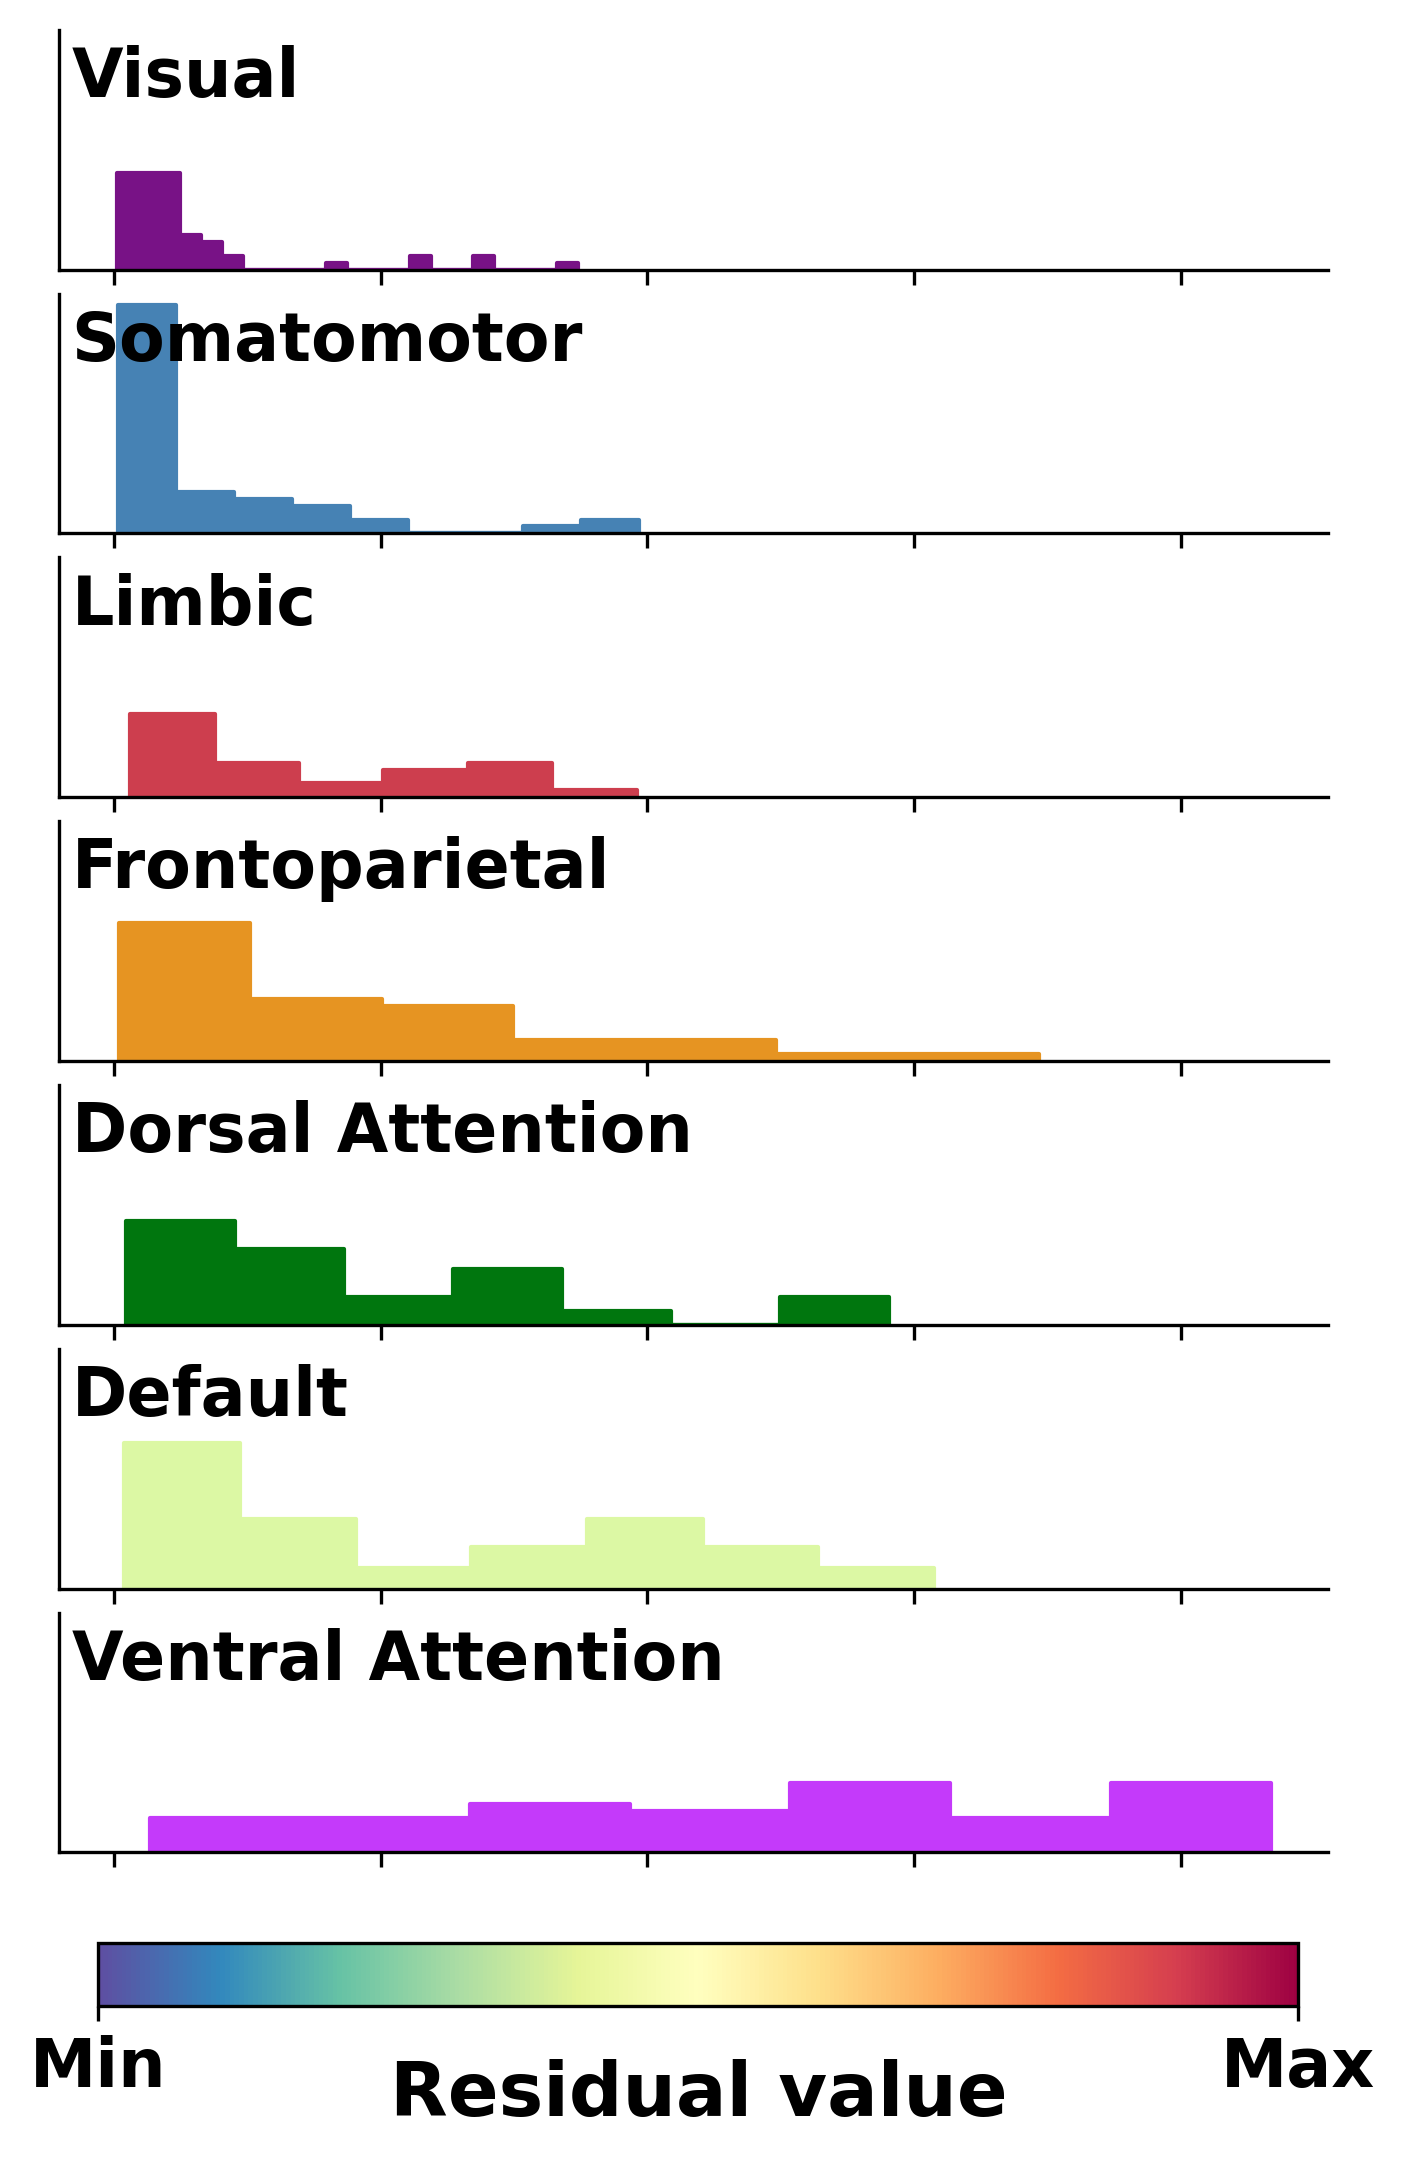 Visual
Somatomotor
Limbic
Frontoparietal
Dorsal Attention
Default
Ventral Attention
Min
Max
Residual value